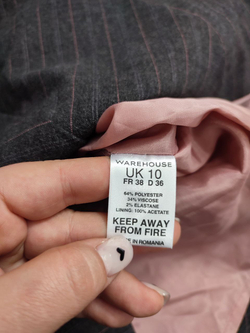 WAREHOUSE
UK 10
FR 38 D 36
64% POLYESTER
34% VISCOSE
2% ELASTANE
LINING: 100% ACETATE
KEEP AWAY
FROM FIRE
IN ROMANIA